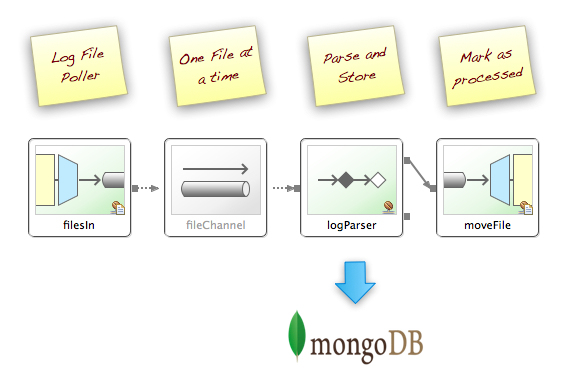 Log File
Poller
One File at
a time
Parse and
Store
Mark as
processed
filesIn
fileChannel
logParser
moveFile
mongoDB